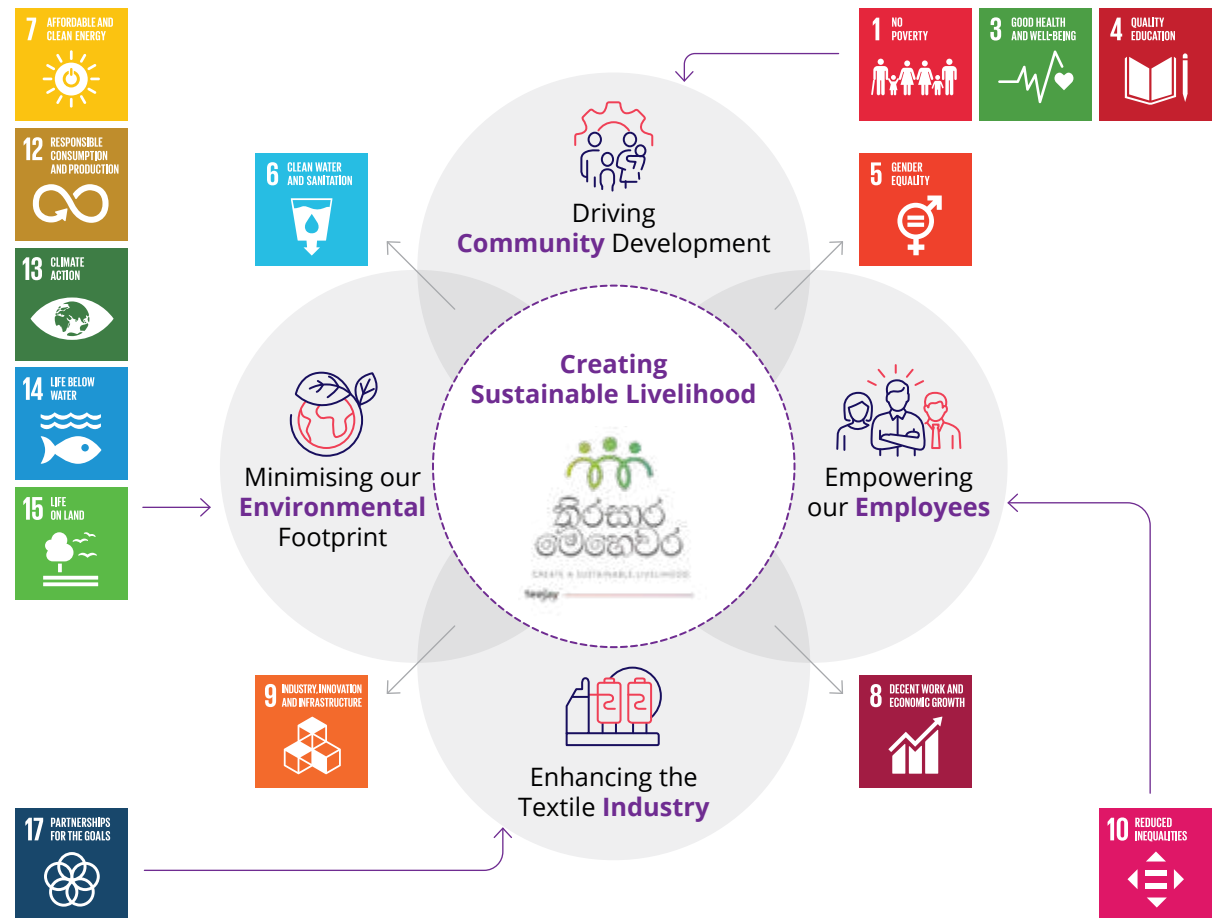 7 AFFORDABLE AND
CLEAN ENERGY
1 NO
POVERTY
3 GOOD HEALTH
AND WELL-BEING
4 QUALITY
EDUCATION
12 RESPONSIBLE
CONSUMPTION
AND PRODUCTION
6 CLEAN WATER
AND SANITATION
5 GENDER
EQUALITY
Driving
Community Development
13 CLIMATE
ACTION
Creating
Sustainable Livelihood
14 LIFE BELOW
WATER
Minimising our
Environmental
Footprint
Empowering
our Employees
15 LIFE
ON LAND
තිරසාර
මෙහෙවර
CREATE A SUSTAINABLE LIVELIHOOD
teejay
9 INDUSTRY, INNOVATION
AND INFRASTRUCTURE
8 DECENT WORK AND
ECONOMIC GROWTH
Enhancing the
Textile Industry
17 PARTNERSHIPS
FOR THE GOALS
10 REDUCED
INEQUALITIES